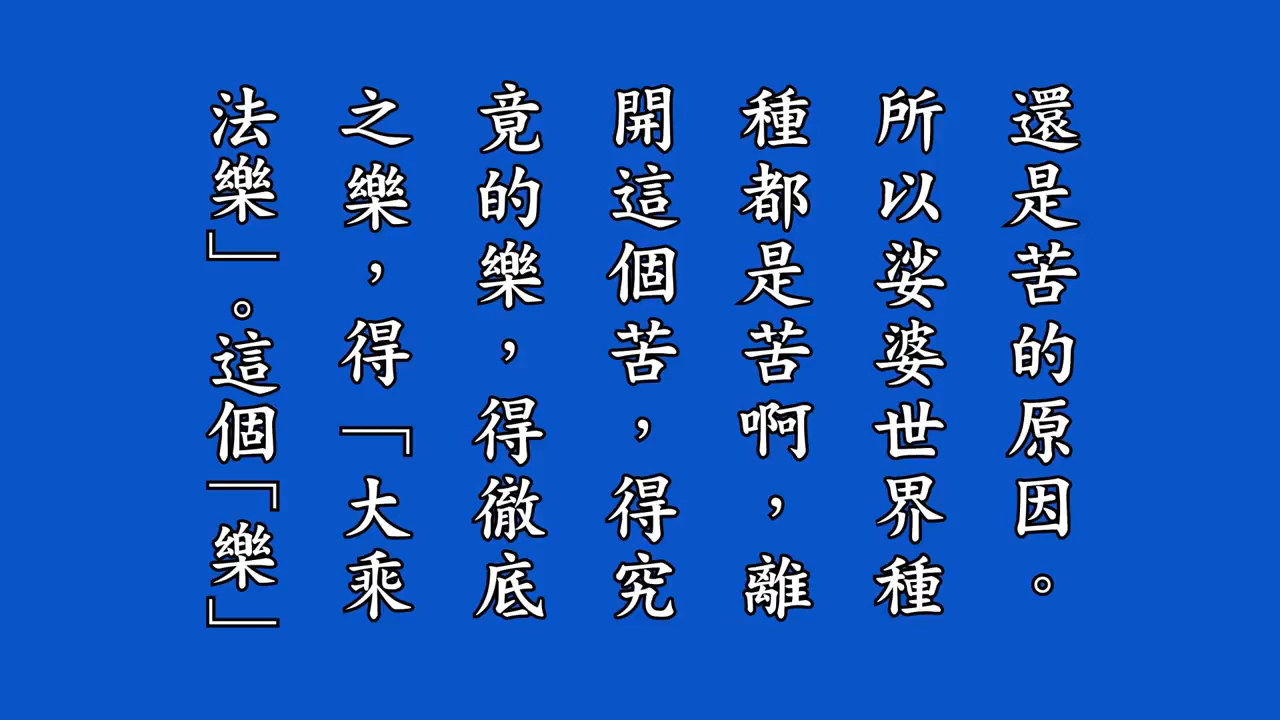 還是苦的原因。
所以娑婆世界種
種都是苦啊，離
開這個苦，得究
竟的樂，得徹底
之樂，得「大乘
法樂」。這個「樂」